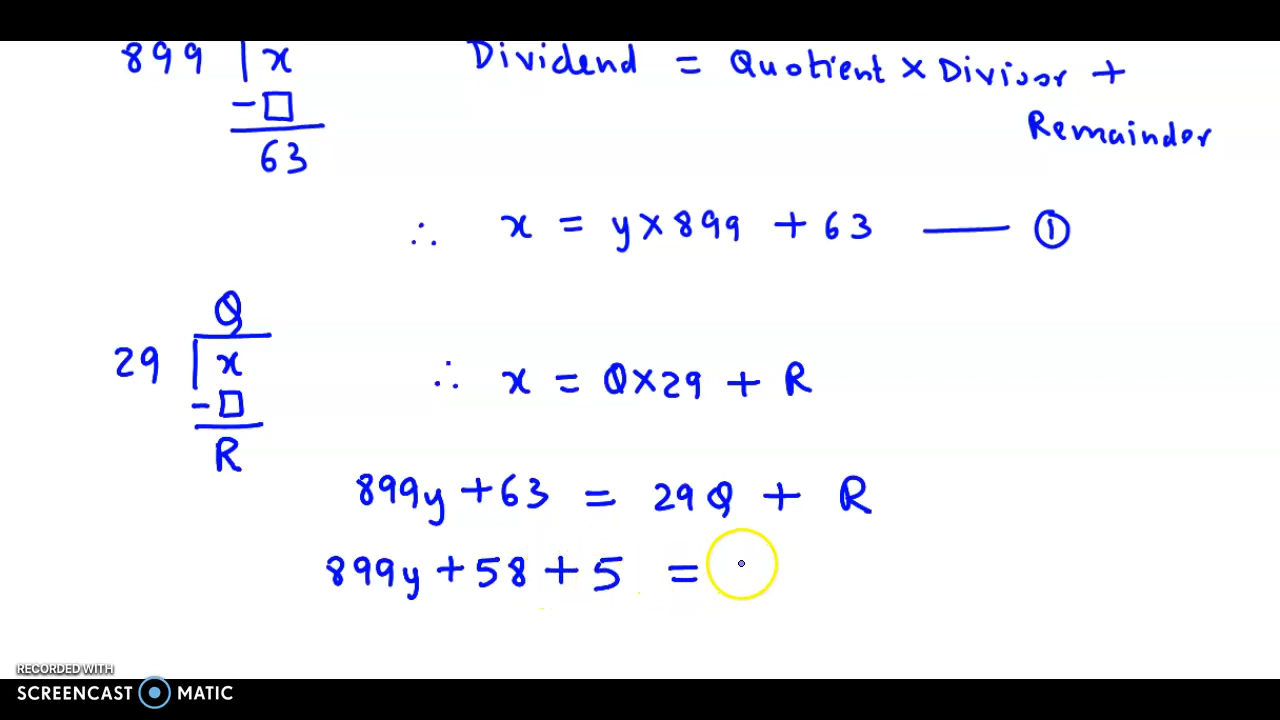 899 | x Dividend = Quotient × Divisor +
- □ Remainder
63
∴ x = y × 899 + 63 —— ①
Q
29 | x ∴ x = Q × 29 + R
- □
R
899y + 63 = 29Q + R
899y + 58 + 5 =
RECORDED WITH
SCREENCAST MATIC